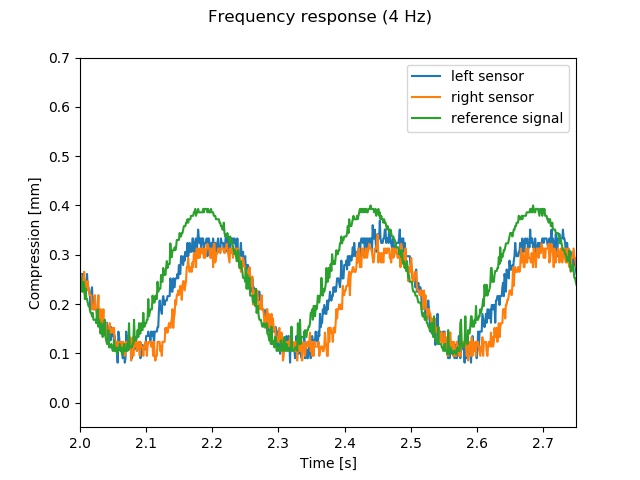 Frequency response (4 Hz)
0.7
0.6
0.5
0.4
0.3
0.2
0.1
0.0
Compression [mm]
left sensor
right sensor
reference signal
2.0 2.1 2.2 2.3 2.4 2.5 2.6 2.7
Time [s]